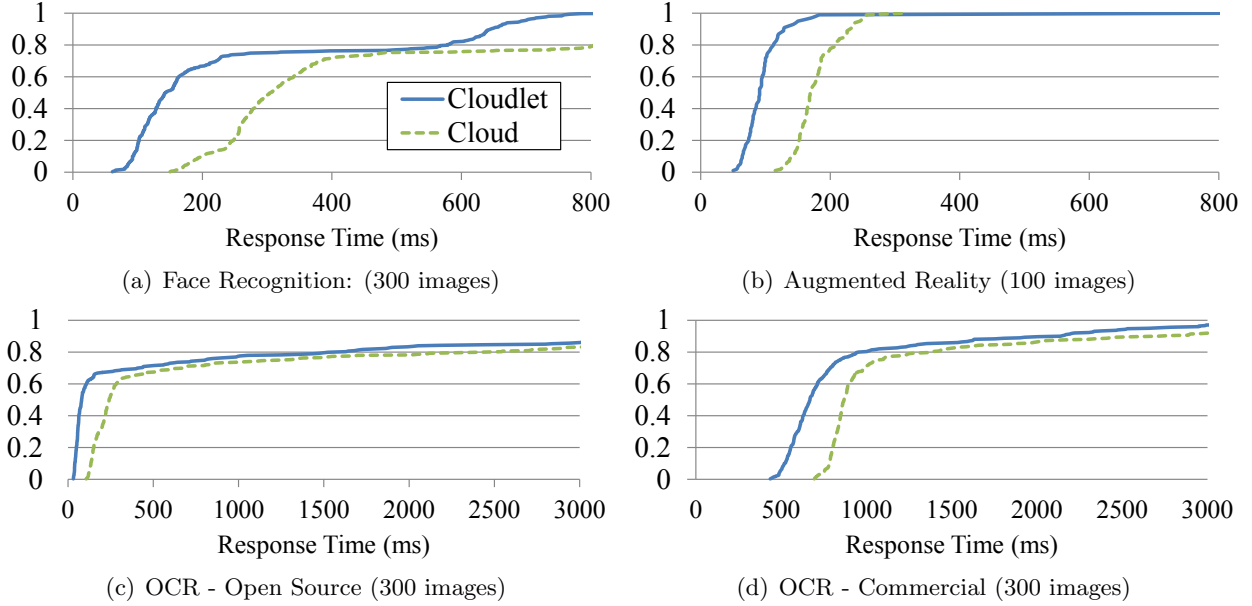 1
0.8
0.6
0.4
0.2
0
0 200 400 600 800
Response Time (ms)
Cloudlet
Cloud
(a) Face Recognition: (300 images)
1
0.8
0.6
0.4
0.2
0
0 200 400 600 800
Response Time (ms)
(b) Augmented Reality (100 images)
1
0.8
0.6
0.4
0.2
0
0 500 1000 1500 2000 2500 3000
Response Time (ms)
(c) OCR - Open Source (300 images)
1
0.8
0.6
0.4
0.2
0
0 500 1000 1500 2000 2500 3000
Response Time (ms)
(d) OCR - Commercial (300 images)